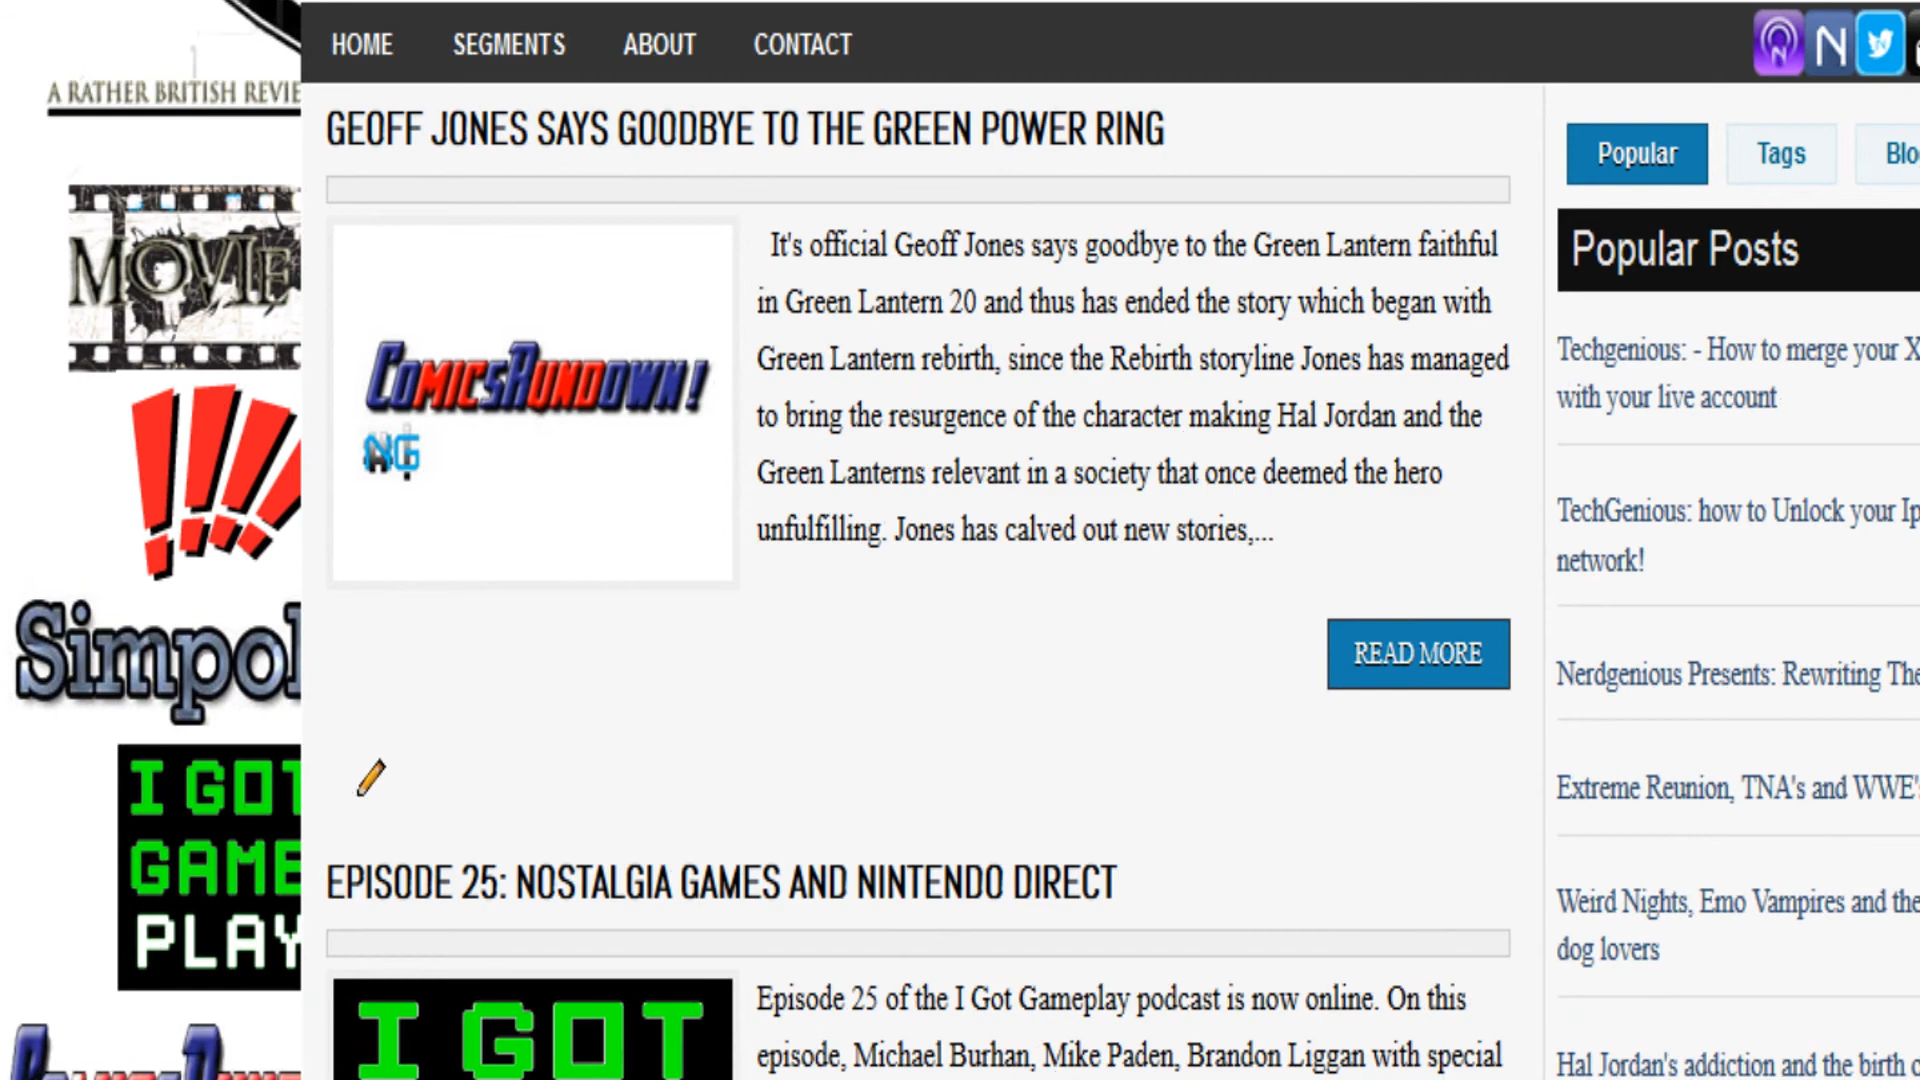 HOME SEGMENTS ABOUT CONTACT
A RATHER BRITISH
GEOFF JONES SAYS GOODBYE TO THE GREEN POWER RING
Popular Tags
Popular Posts
It's official Geoff Jones says goodbye to the Green Lantern faithful
in Green Lantern 20 and thus has ended the story which began with
Green Lantern rebirth, since the Rebirth storyline Jones has managed
to bring the resurgence of the character making Hal Jordan and the
Green Lanterns relevant in a society that once deemed the hero
unfulfilling. Jones has calved out new stories,...
MOVIE
COMICSRUNDOWN!
NG
!!!!
READ MORE
I GOT
GAME
PLAY
Techgenious: - How to merge your X
with your live account
TechGenious: how to Unlock your Ip
network!
Nerdgenious Presents: Rewriting The
Extreme Reunion, TNA's and WWE's
Weird Nights, Emo Vampires and the
dog lovers
Hal Jordan's addiction and the birth
EPISODE 25: NOSTALGIA GAMES AND NINTENDO DIRECT
I GOT
Episode 25 of the I Got Gameplay podcast is now online. On this
episode, Michael Burhan, Mike Paden, Brandon Liggan with special